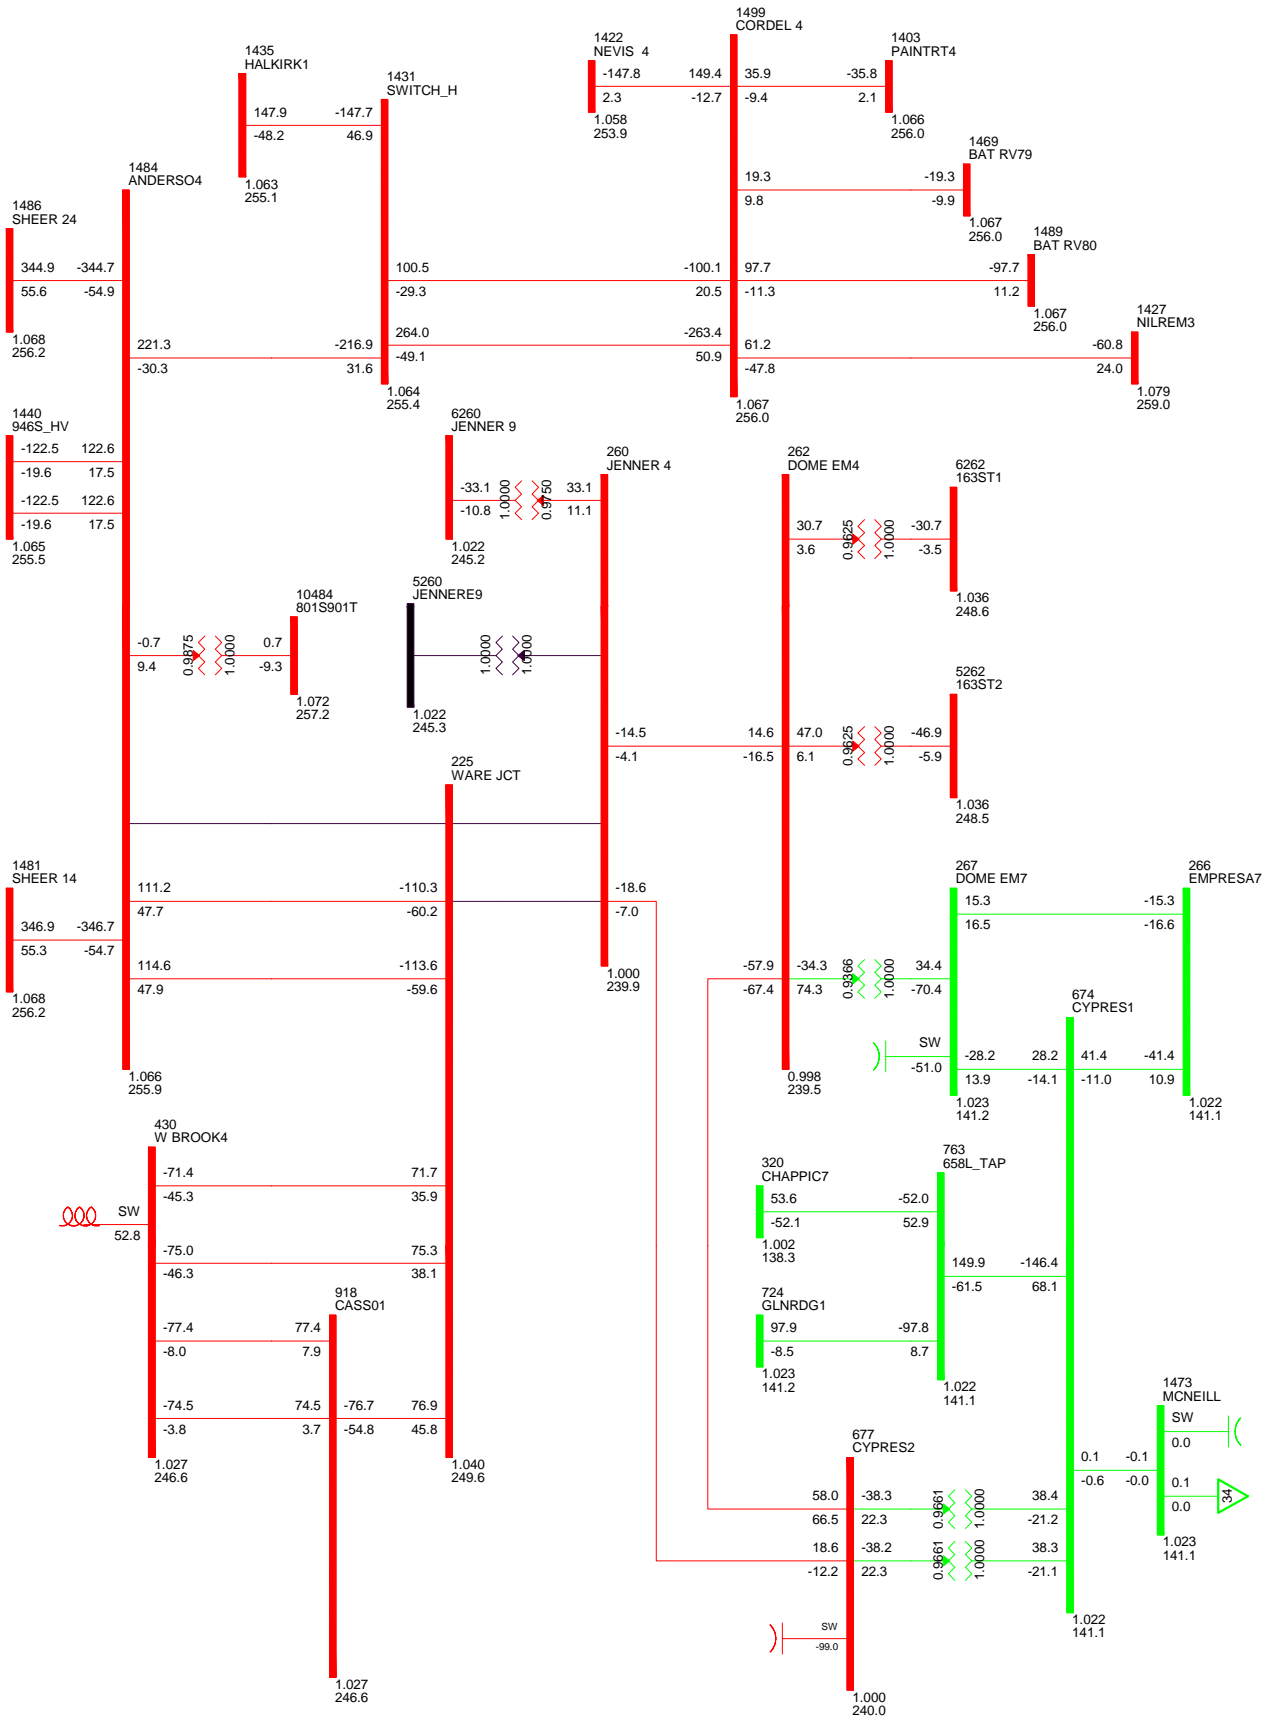 1499
CORDEL 4
1422
NEVIS  4
1403
PAINTRT4
1435
HALKIRK1
1431
SWITCH_H
-147.8 149.4 35.9 -35.8
2.3 -12.7 -9.4 2.1
1.058
253.9
1.066
256.0
147.9 -147.7
-48.2 46.9
1.063
255.1
1469
BAT RV79
19.3 -19.3
9.8 -9.9
1.067
256.0
1484
ANDERSO4
1486
SHEER 24
344.9 -344.7
55.6 -54.9
1.068
256.2
1489
BAT RV80
100.5 -100.1 97.7 -97.7
-29.3 20.5 -11.3 11.2
1.067
256.0
1427
NILREM3
264.0 -263.4 61.2 -60.8
-49.1 50.9 -47.8 24.0
221.3 -216.9
-30.3 31.6
1.064
255.4
1.067
256.0
1.079
259.0
1440
946S_HV
-122.5 122.6
-19.6 17.5
-122.5 122.6
-19.6 17.5
1.065
255.5
6260
JENNER 9
260
JENNER 4
-33.1 1.0000 0.9750 33.1
-10.8 11.1
1.022
245.2
262
DOME EM4
6262
163ST1
30.7 0.9625 1.0000 -30.7
3.6 -3.5
1.036
248.6
10484
801S901T
-0.7 0.9875 1.0000 0.7
9.4 -9.3
1.072
257.2
5260
JENNERE9
1.0000 1.0000
1.022
245.3
5262
163ST2
-14.5 14.6 47.0 0.9625 1.0000 -46.9
-4.1 -16.5 6.1 -5.9
1.036
248.5
225
WARE JCT
1481
SHEER 14
346.9 -346.7
55.3 -54.7
1.068
256.2
111.2 -110.3 -18.6
47.7 -60.2 -7.0
114.6 -113.6
47.9 -59.6
1.000
239.9
1.066
255.9
267
DOME EM7
266
EMPRESA7
15.3 -15.3
16.5 -16.6
-57.9 -34.3 0.9366 1.0000 34.4
-67.4 74.3 -70.4
674
CYPRES1
SW -28.2 28.2 41.4 -41.4
-51.0 13.9 -14.1 -11.0 10.9
0.998
239.5
1.023
141.2
1.022
141.1
430
W BROOK4
-71.4 71.7
-45.3 35.9
SW
52.8
-75.0 75.3
-46.3 38.1
918
CASS01
-77.4 77.4
-8.0 7.9
-74.5 74.5 -76.7 76.9
-3.8 3.7 -54.8 45.8
1.027
246.6
1.040
249.6
1.027
246.6
320
CHAPPIC7
763
658L_TAP
53.6 -52.0
-52.1 52.9
1.002
138.3
149.9 -146.4
-61.5 68.1
724
GLNRDG1
97.9 -97.8
-8.5 8.7
1.023
141.2
1.022
141.1
1473
MCNEILL
SW
0.0
0.1 -0.1 0.1 34
-0.6 -0.0 0.0
1.023
141.1
677
CYPRES2
58.0 -38.3 0.9661 1.0000 38.4
66.5 22.3 -21.2
18.6 -38.2 0.9661 1.0000 38.3
-12.2 22.3 -21.1
SW
-99.0
1.022
141.1
1.000
240.0